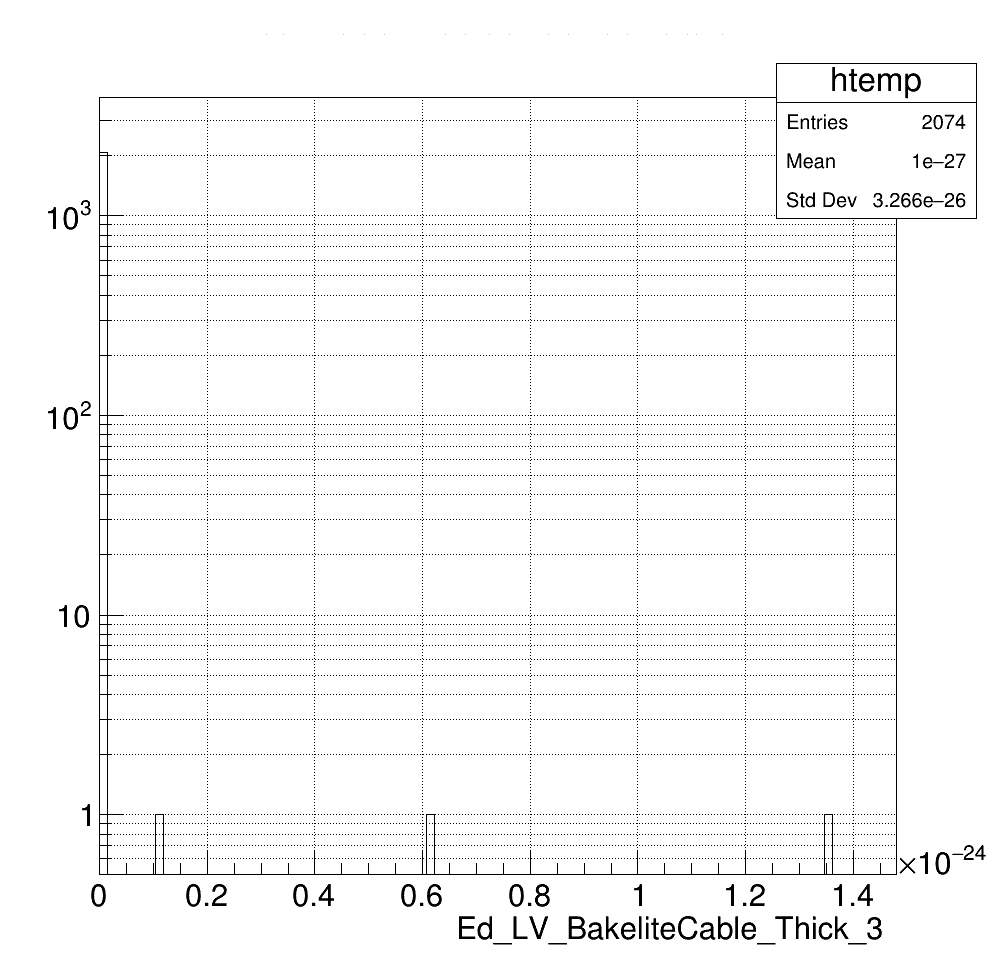 htemp
Entries 2074
Mean 1e−27
Std Dev 3.266e−26
10³
10²
10
1
0 0.2 0.4 0.6 0.8 1 1.2 1.4
×10⁻²⁴
Ed_LV_BakeliteCable_Thick_3